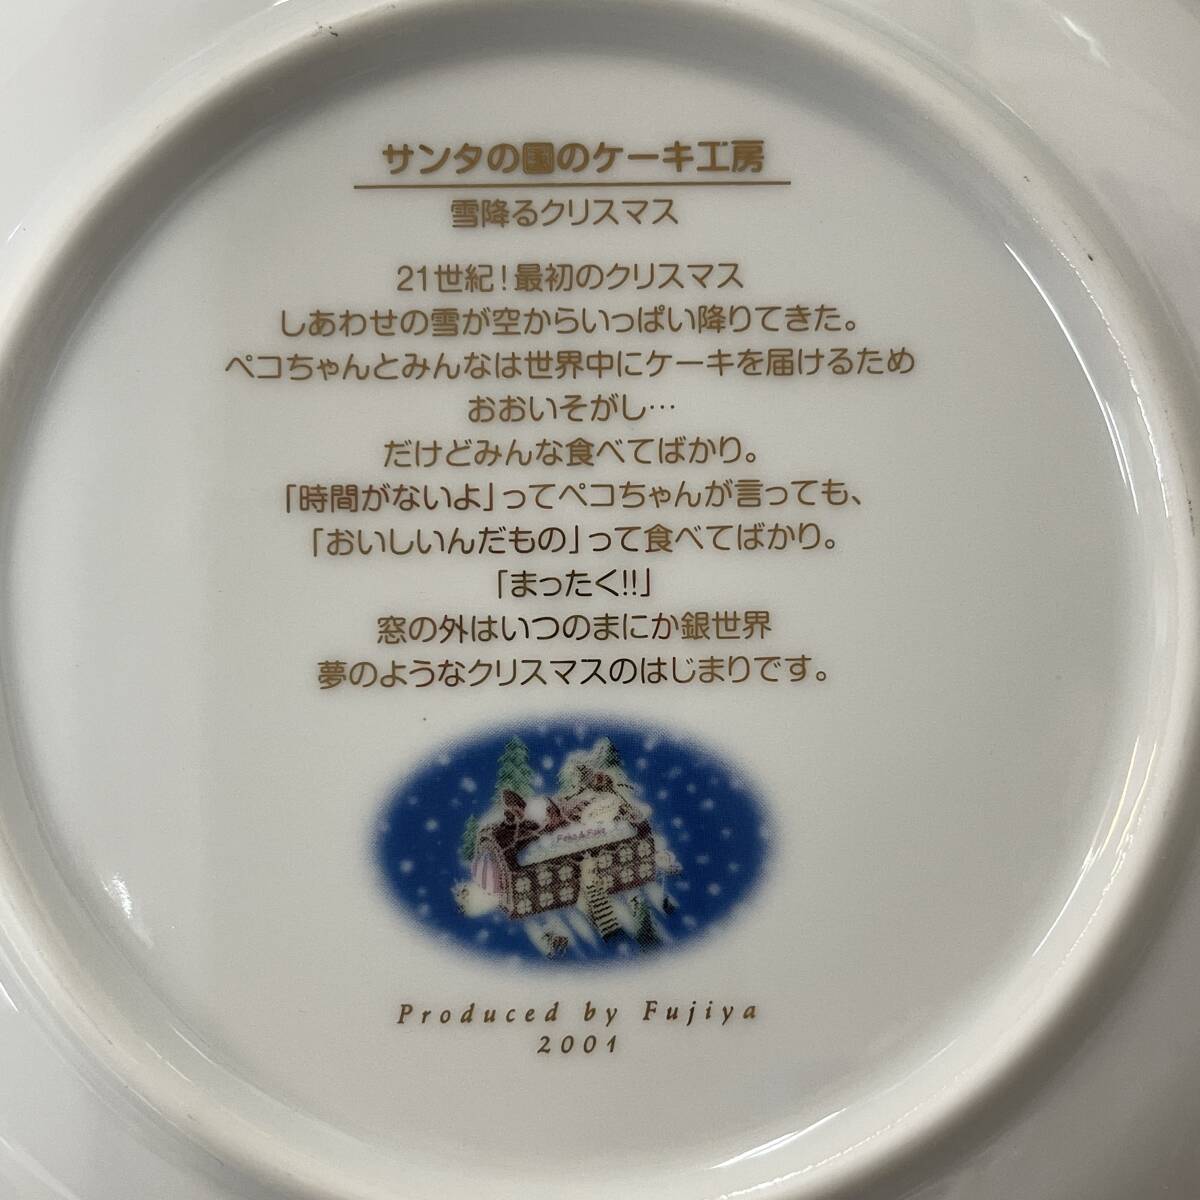 サンタの国のケーキ工房
雪降るクリスマス
21世紀！最初のクリスマス
しあわせの雪が空からいっぱい降りてきた。
ペコちゃんとみんなは世界中にケーキを届けるため
おおいそがし…
だけどみんな食べてばかり。
「時間がないよ」ってペコちゃんが言っても、
「おいしいんだもの」って食べてばかり。
「まったく!!」
窓の外はいつのまにか銀世界
夢のようなクリスマスのはじまりです。
Peko & Poko
Produced by Fujiya
2001